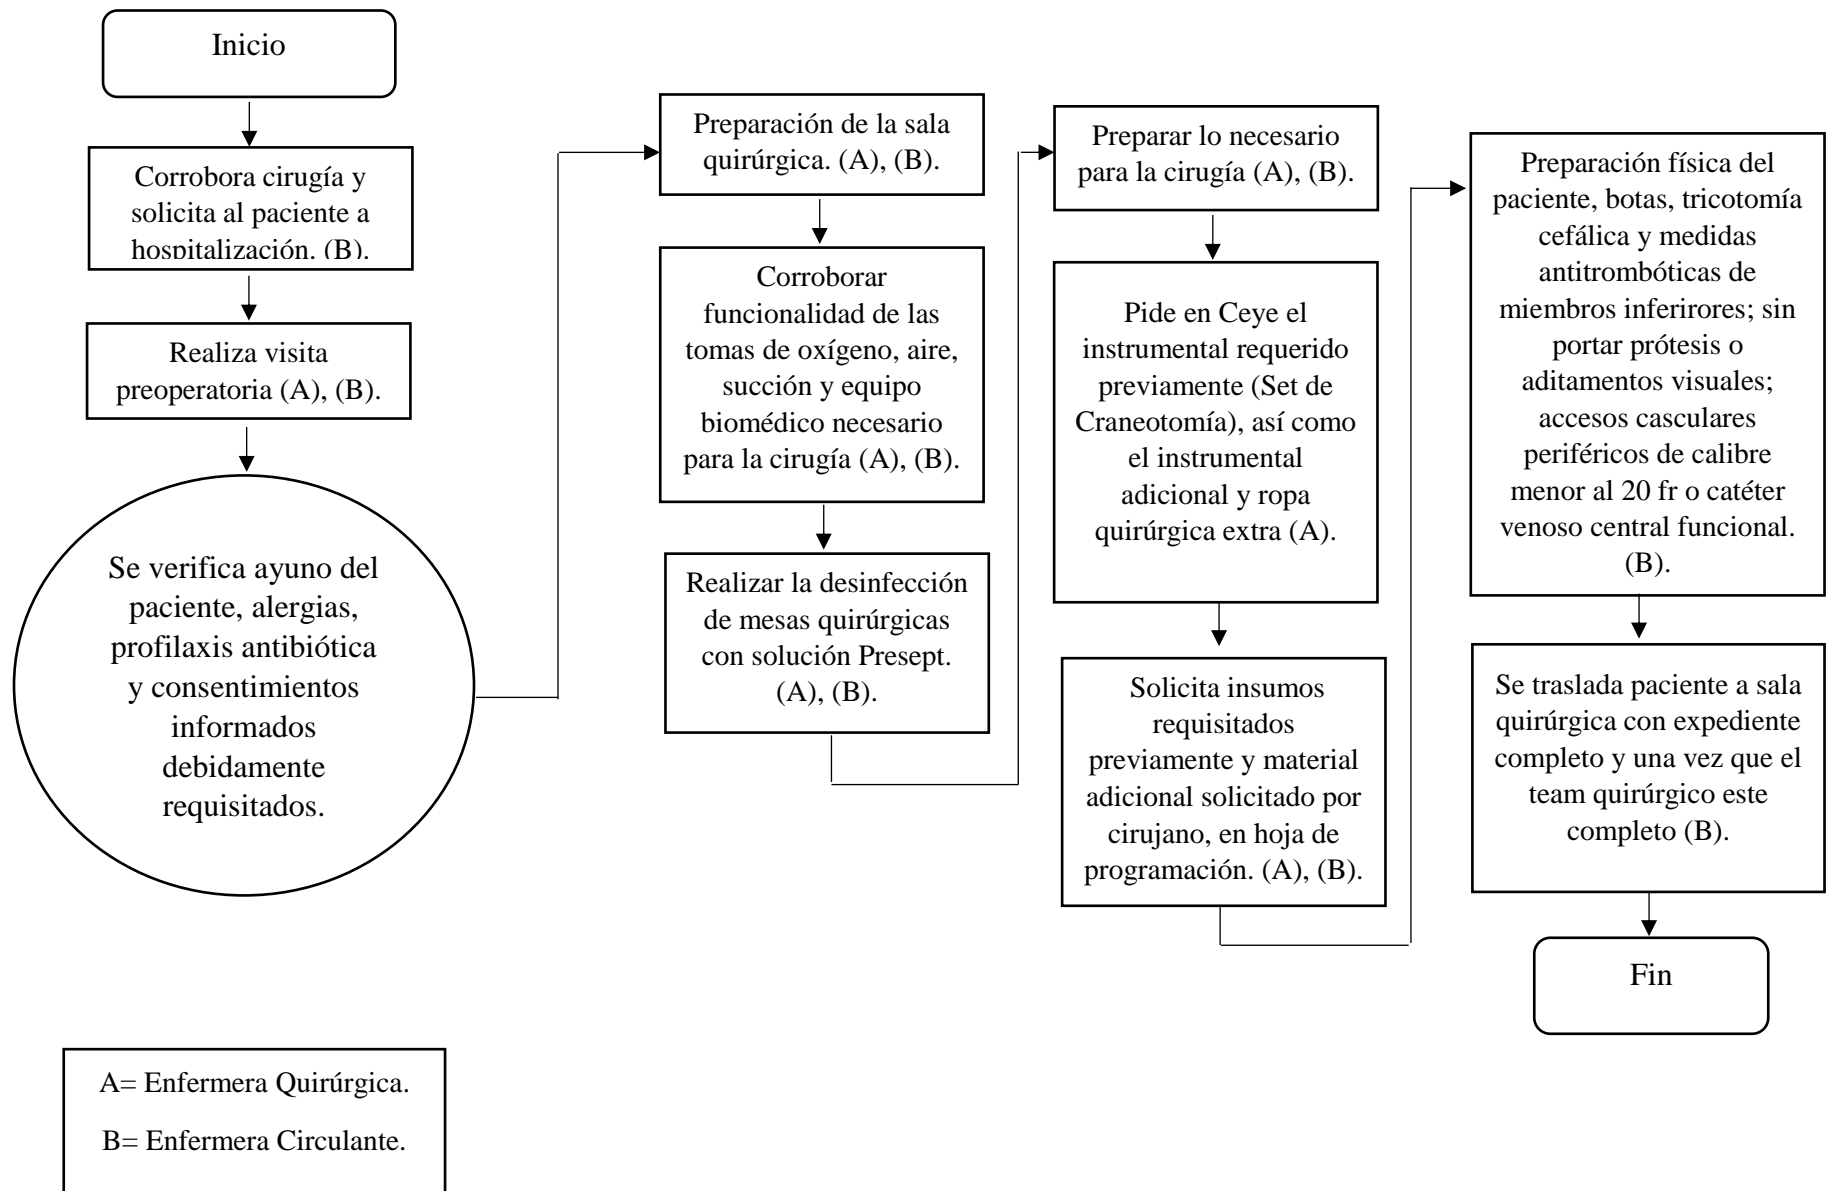 Inicio
Corrobora cirugía y
solicita al paciente a
hospitalización. (B).
Realiza visita
preoperatoria (A), (B).
Se verifica ayuno del
paciente, alergias,
profilaxis antibiótica
y consentimientos
informados
debidamente
requisitados.
Preparación de la sala
quirúrgica. (A), (B).
Corroborar
funcionalidad de las
tomas de oxígeno, aire,
succión y equipo
biomédico necesario
para la cirugía (A), (B).
Realizar la desinfección
de mesas quirúrgicas
con solución Presept.
(A), (B).
Preparar lo necesario
para la cirugía (A), (B).
Pide en Ceye el
instrumental requerido
previamente (Set de
Craneotomía), así como
el instrumental
adicional y ropa
quirúrgica extra (A).
Solicita insumos
requisitados
previamente y material
adicional solicitado por
cirujano, en hoja de
programación. (A), (B).
Preparación física del
paciente, botas, tricotomía
cefálica y medidas
antitrombóticas de
miembros inferirores; sin
portar prótesis o
aditamentos visuales;
accesos casculares
periféricos de calibre
menor al 20 fr o catéter
venoso central funcional.
(B).
Se traslada paciente a sala
quirúrgica con expediente
completo y una vez que el
team quirúrgico este
completo (B).
Fin
A= Enfermera Quirúrgica.
B= Enfermera Circulante.